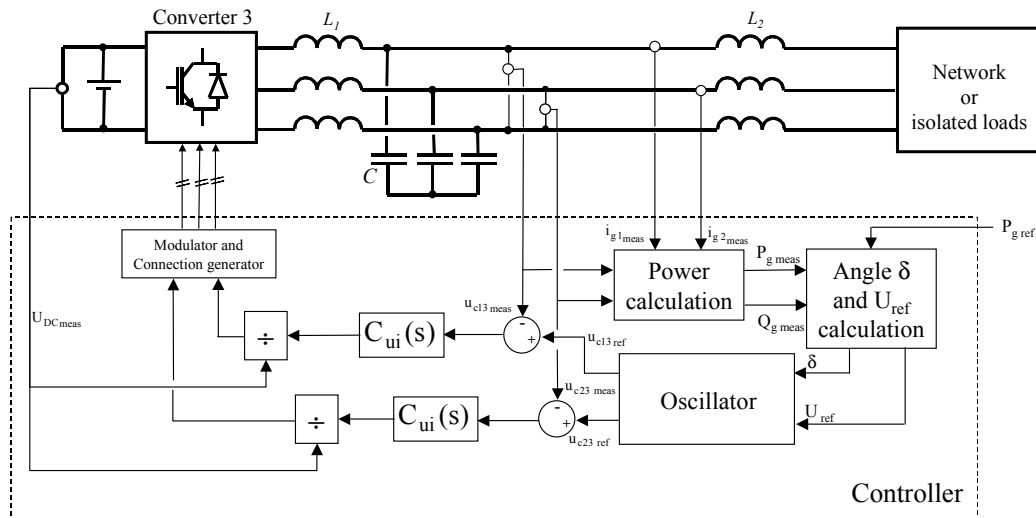 Converter 3
L1
L2
Network
or
isolated loads
C
ig1meas
ig2meas
Pg ref
Modulator and
Connection generator
Power
calculation
Pg meas
Qg meas
Angle δ
and Uref
calculation
UDC meas
uc13 meas
÷
Cui(s)
-
+
uc13 ref
δ
uc23 meas
Oscillator
Uref
÷
Cui(s)
-
+
uc23 ref
Controller